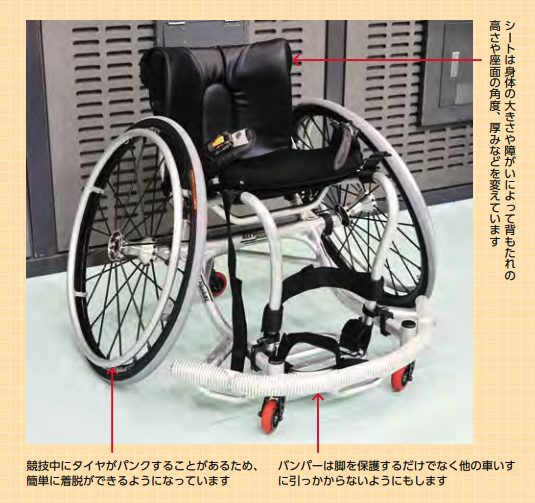 シートは身体の大きさや障がいによって背もたれの
高さや座面の角度、厚みなどを変えています
競技中にタイヤがパンクすることがあるため、
簡単に着脱ができるようになっています
バンパーは脚を保護するだけでなく他の車いす
に引っかからないようにもします